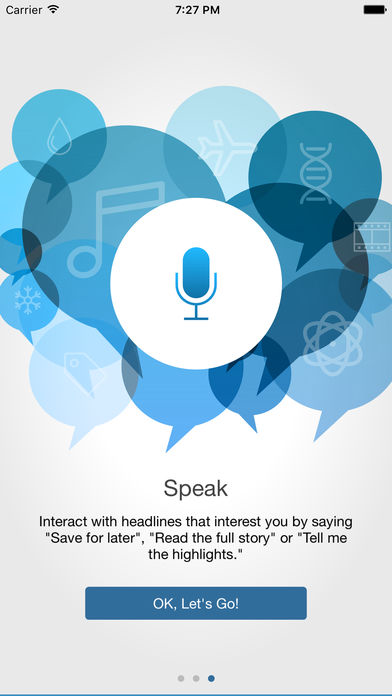 Carrier 7:27 PM
Speak
Interact with headlines that interest you by saying
"Save for later", "Read the full story" or "Tell me
the highlights."
OK, Let's Go!